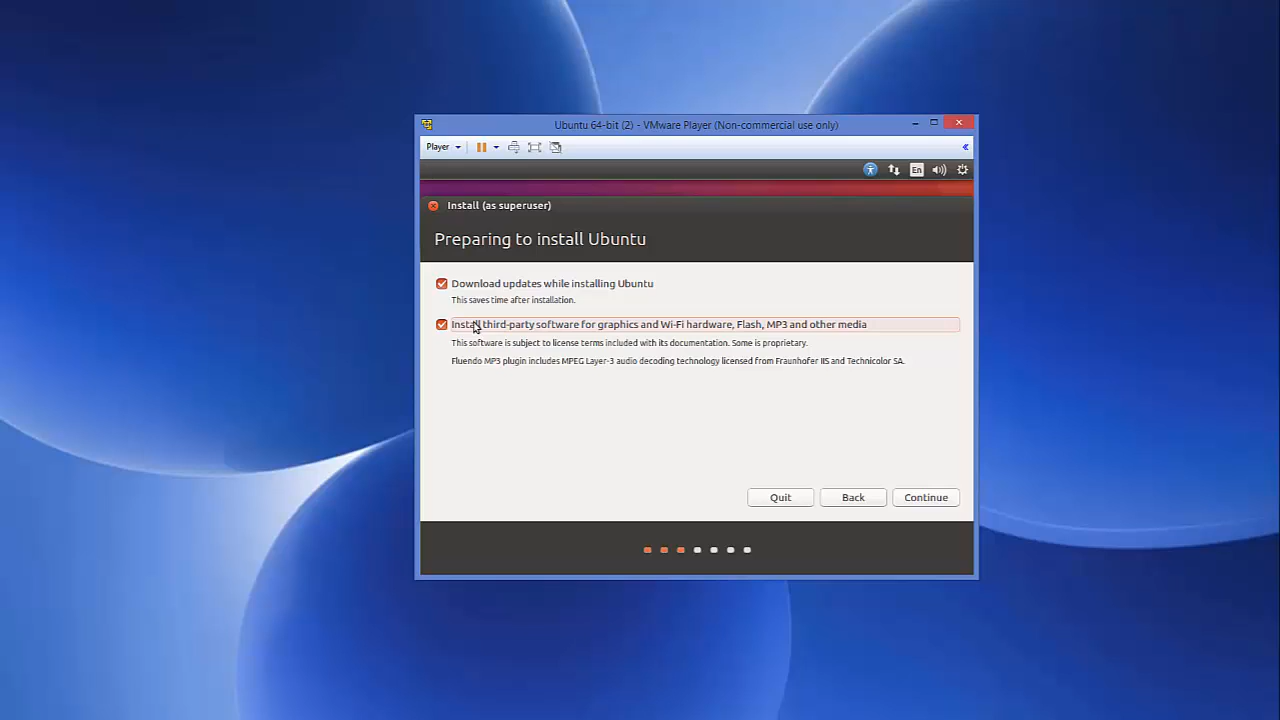 Ubuntu 64-bit (2) - VMware Player (Non-commercial use only)
Player
En
Install (as superuser)
Preparing to install Ubuntu
Download updates while installing Ubuntu
This saves time after installation.
Install third-party software for graphics and Wi-Fi hardware, Flash, MP3 and other media
This software is subject to license terms included with its documentation. Some is proprietary.
Fluendo MP3 plugin includes MPEG Layer-3 audio decoding technology licensed from Fraunhofer IIS and Technicolor SA.
Quit Back Continue